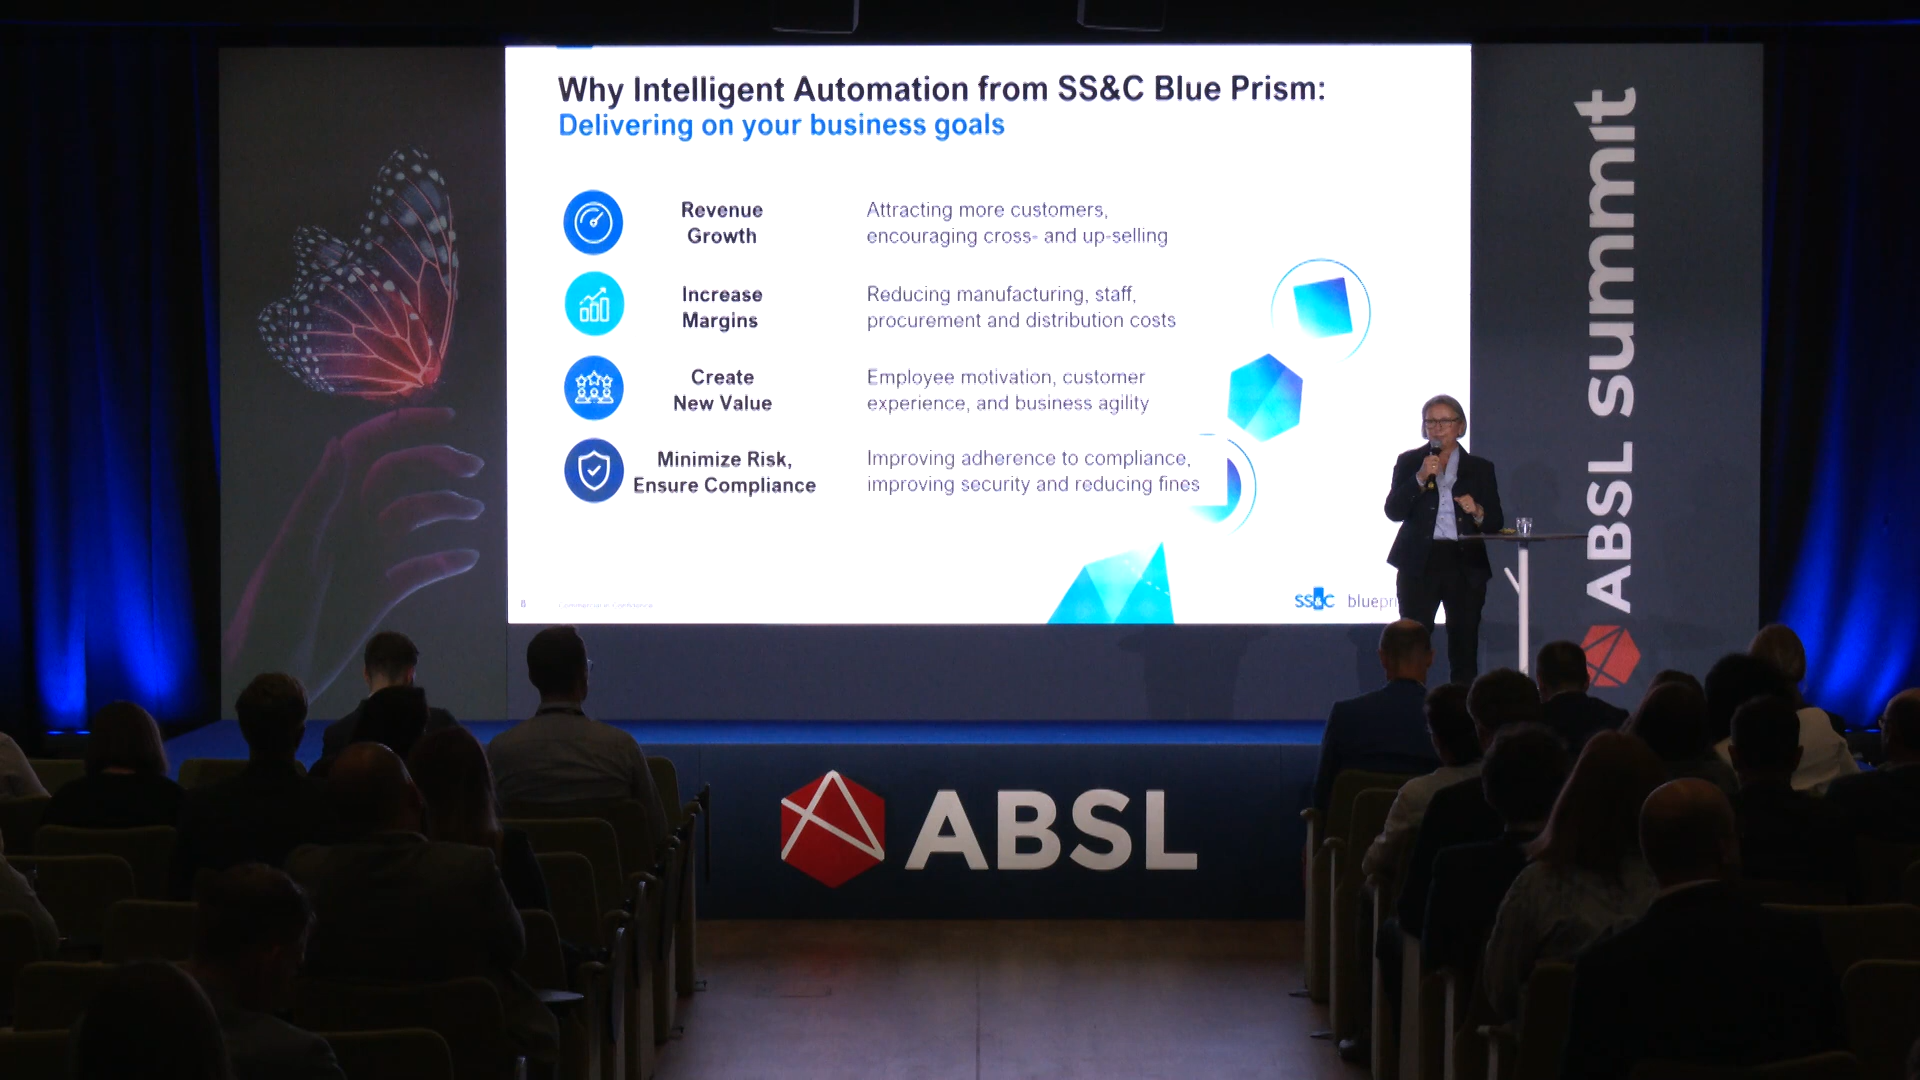 Why Intelligent Automation from SS&C Blue Prism:
Delivering on your business goals
Revenue
Growth
Attracting more customers,
encouraging cross- and up-selling
Increase
Margins
Reducing manufacturing, staff,
procurement and distribution costs
Create
New Value
Employee motivation, customer
experience, and business agility
Minimize Risk,
Ensure Compliance
Improving adherence to compliance,
improving security and reducing fines
8
SS&C bluepri
ABSL summit
ABSL